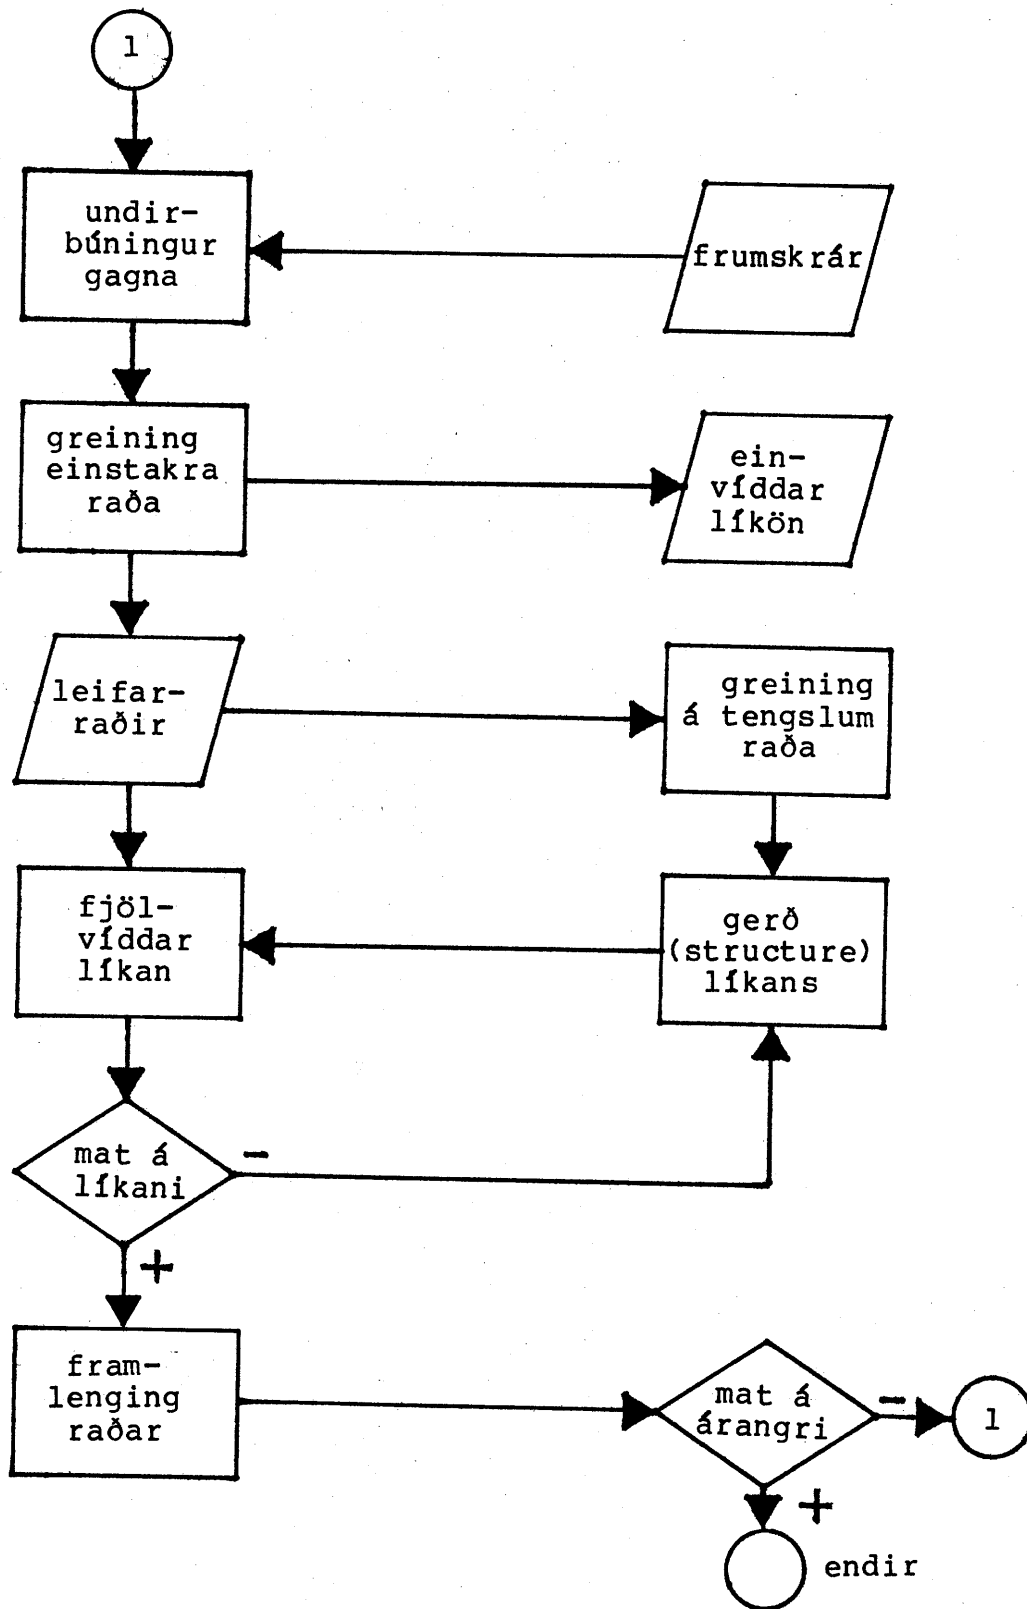 1
undir-
búningur
gagna
frumskrár
greining
einstakra
raða
ein-
víddar
líkön
leifar-
raðir
greining
á tengslum
raða
fjöl-
víddar
líkan
gerð
(structure)
líkans
mat á
líkani
-
+
fram-
lenging
raðar
mat á
árangri
-
1
+
endir